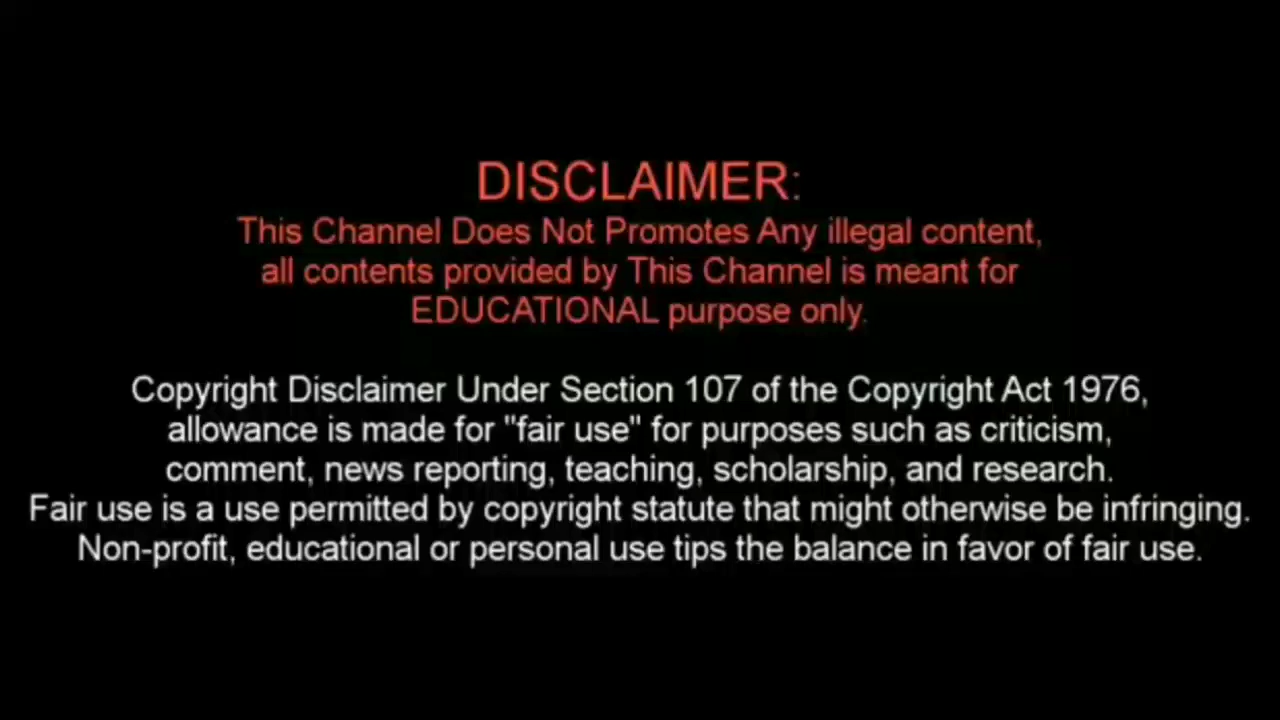 DISCLAIMER:
This Channel Does Not Promotes Any illegal content,
all contents provided by This Channel is meant for
EDUCATIONAL purpose only.
Copyright Disclaimer Under Section 107 of the Copyright Act 1976,
allowance is made for "fair use" for purposes such as criticism,
comment, news reporting, teaching, scholarship, and research.
Fair use is a use permitted by copyright statute that might otherwise be infringing.
Non-profit, educational or personal use tips the balance in favor of fair use.